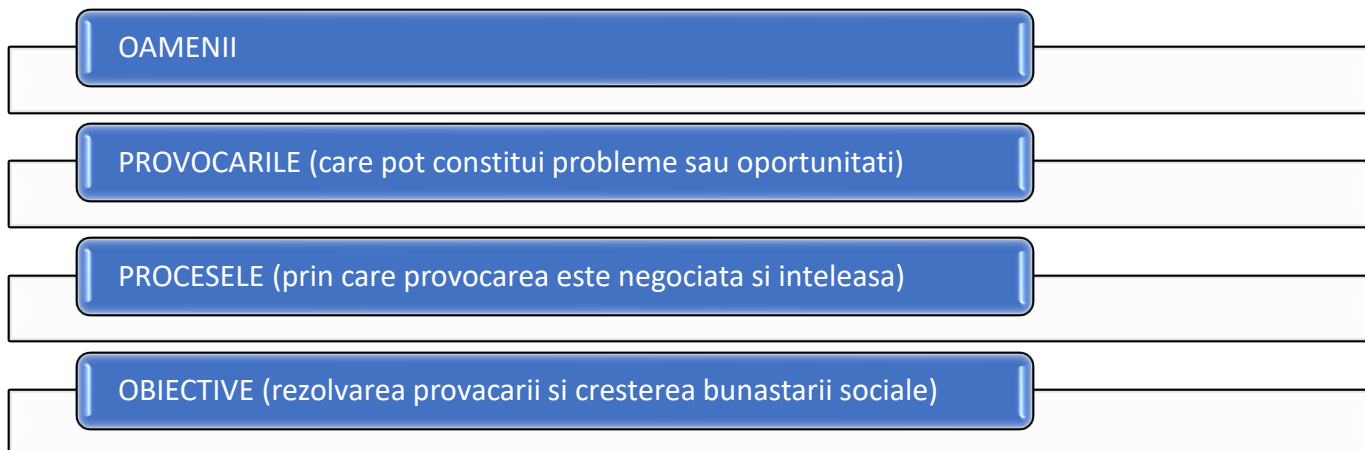 OAMENII
PROVOCARILE (care pot constitui probleme sau oportunitati)
PROCESELE (prin care provocarea este negociata si inteleasa)
OBIECTIVE (rezolvarea provacarii si cresterea bunastarii sociale)